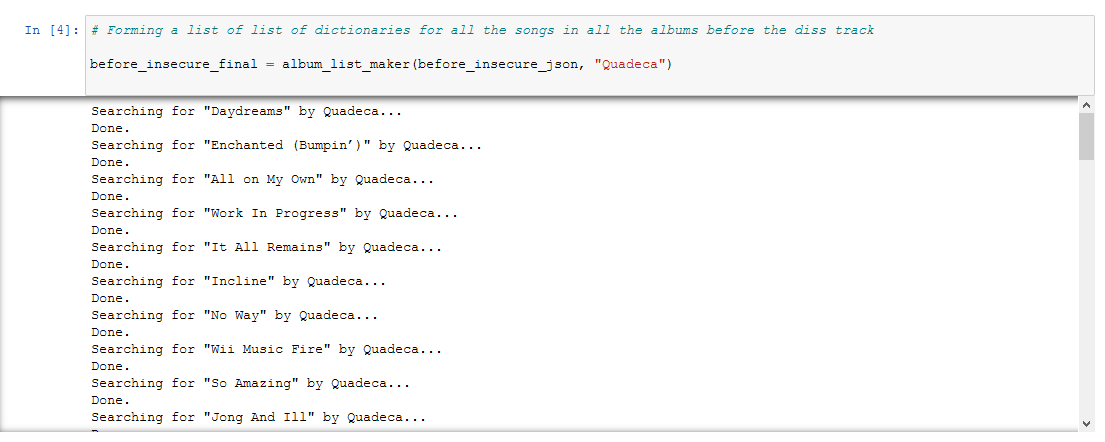 In [4]: # Forming a list of list of dictionaries for all the songs in all the albums before the diss track
before_insecure_final = album_list_maker(before_insecure_json, "Quadeca")
Searching for "Daydreams" by Quadeca...
Done.
Searching for "Enchanted (Bumpin’)" by Quadeca...
Done.
Searching for "All on My Own" by Quadeca...
Done.
Searching for "Work In Progress" by Quadeca...
Done.
Searching for "It All Remains" by Quadeca...
Done.
Searching for "Incline" by Quadeca...
Done.
Searching for "No Way" by Quadeca...
Done.
Searching for "Wii Music Fire" by Quadeca...
Done.
Searching for "So Amazing" by Quadeca...
Done.
Searching for "Jong And Ill" by Quadeca...